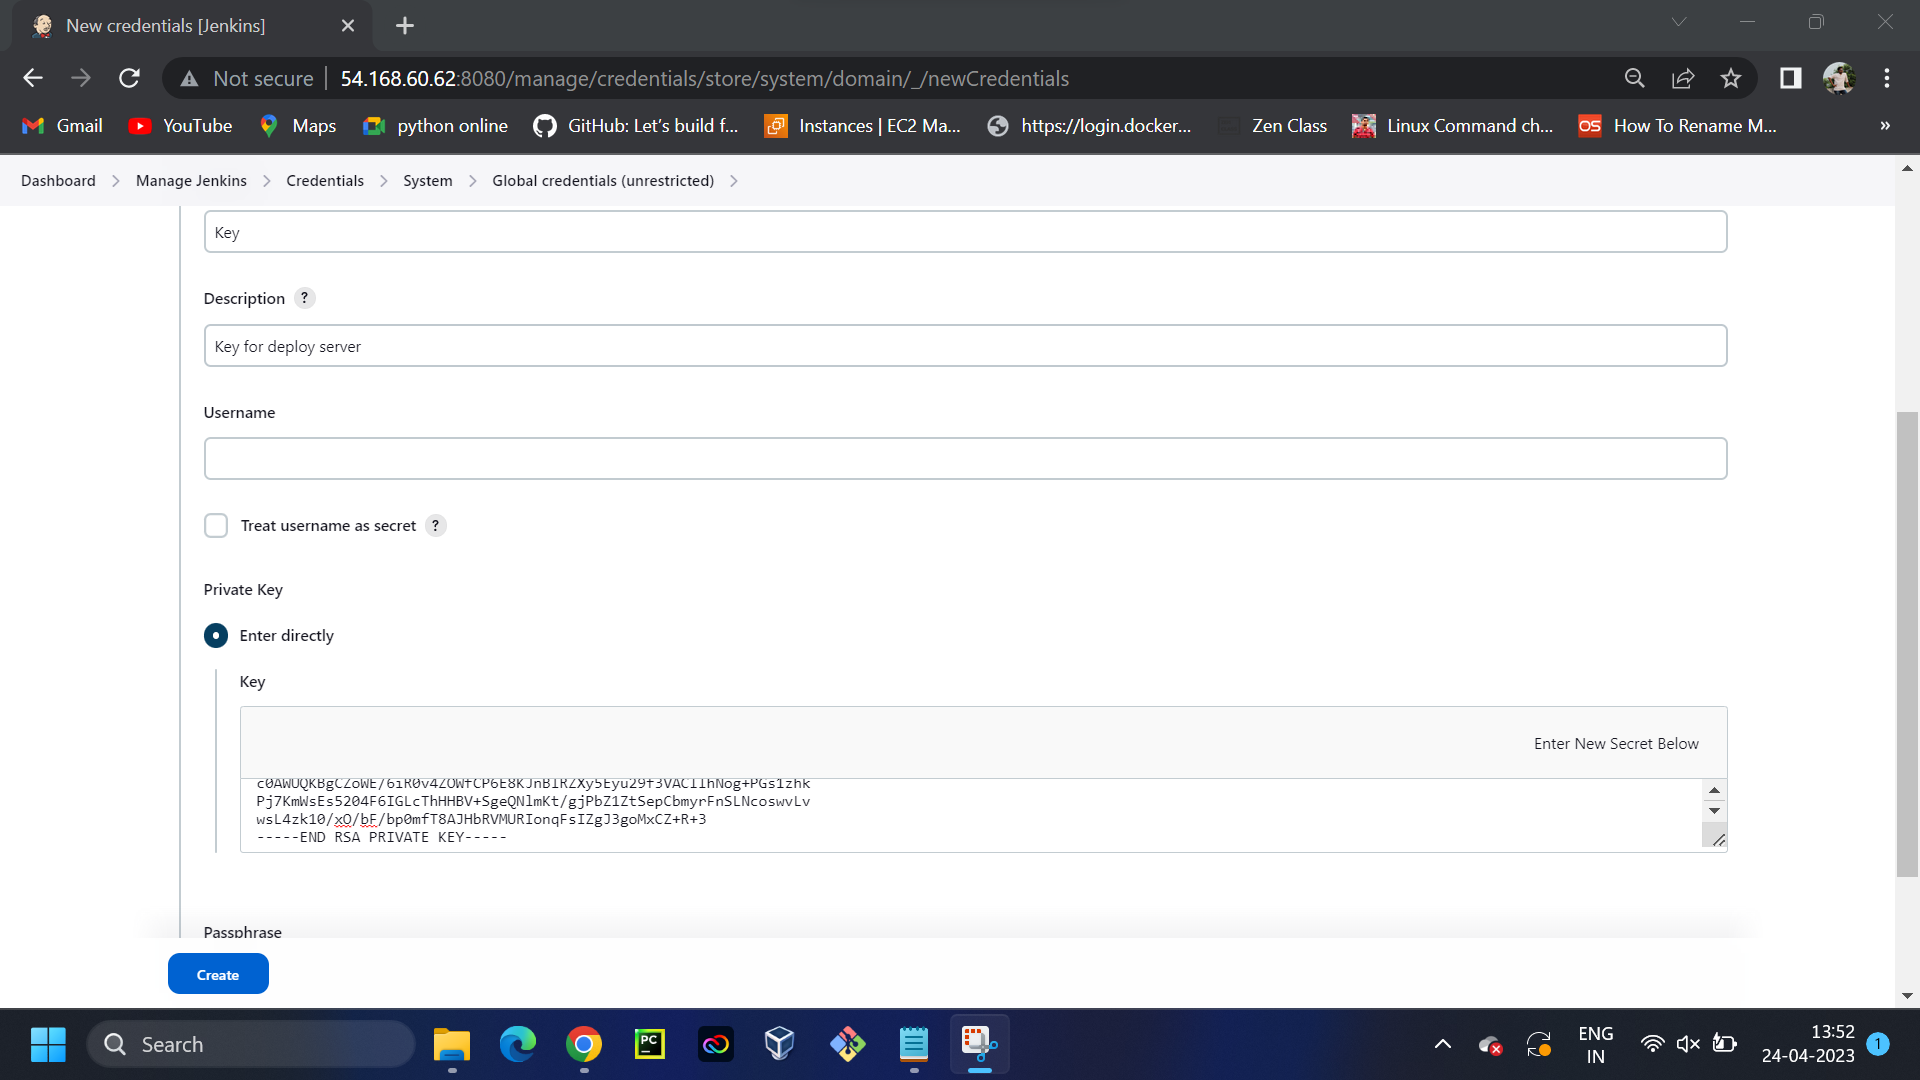 New credentials [Jenkins]
Not secure
54.168.60.62:8080/manage/credentials/store/system/domain/_/newCredentials
Gmail YouTube Maps python online GitHub: Let's build f... Instances | EC2 Ma... https://login.docker... Zen Class Linux Command ch... OS How To Rename M... »
Dashboard Manage Jenkins Credentials System Global credentials (unrestricted)
Key
Description ?
Key for deploy server
Username
Treat username as secret ?
Private Key
Enter directly
Key
Enter New Secret Below
Pj7KmWsEs5204F6IGLcThHHBV+SgeQNlmKt/gjPbZ1ZtSepCbmyrFnSLNcoswvLv
wsL4zk10/xO/bF/bp0mfT8AJHbRVMURIonqFsIZgJ3goMxCZ+R+3
-----END RSA PRIVATE KEY-----
Passphrase
Create
Search
PC
ENG
IN
13:52
24-04-2023
1